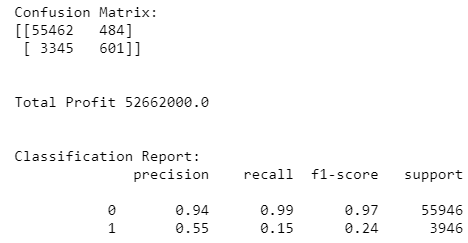 Confusion Matrix:
[[55462   484]
 [ 3345   601]]
Total Profit 52662000.0
Classification Report:
              precision    recall  f1-score   support
           0       0.94      0.99      0.97     55946
           1       0.55      0.15      0.24      3946